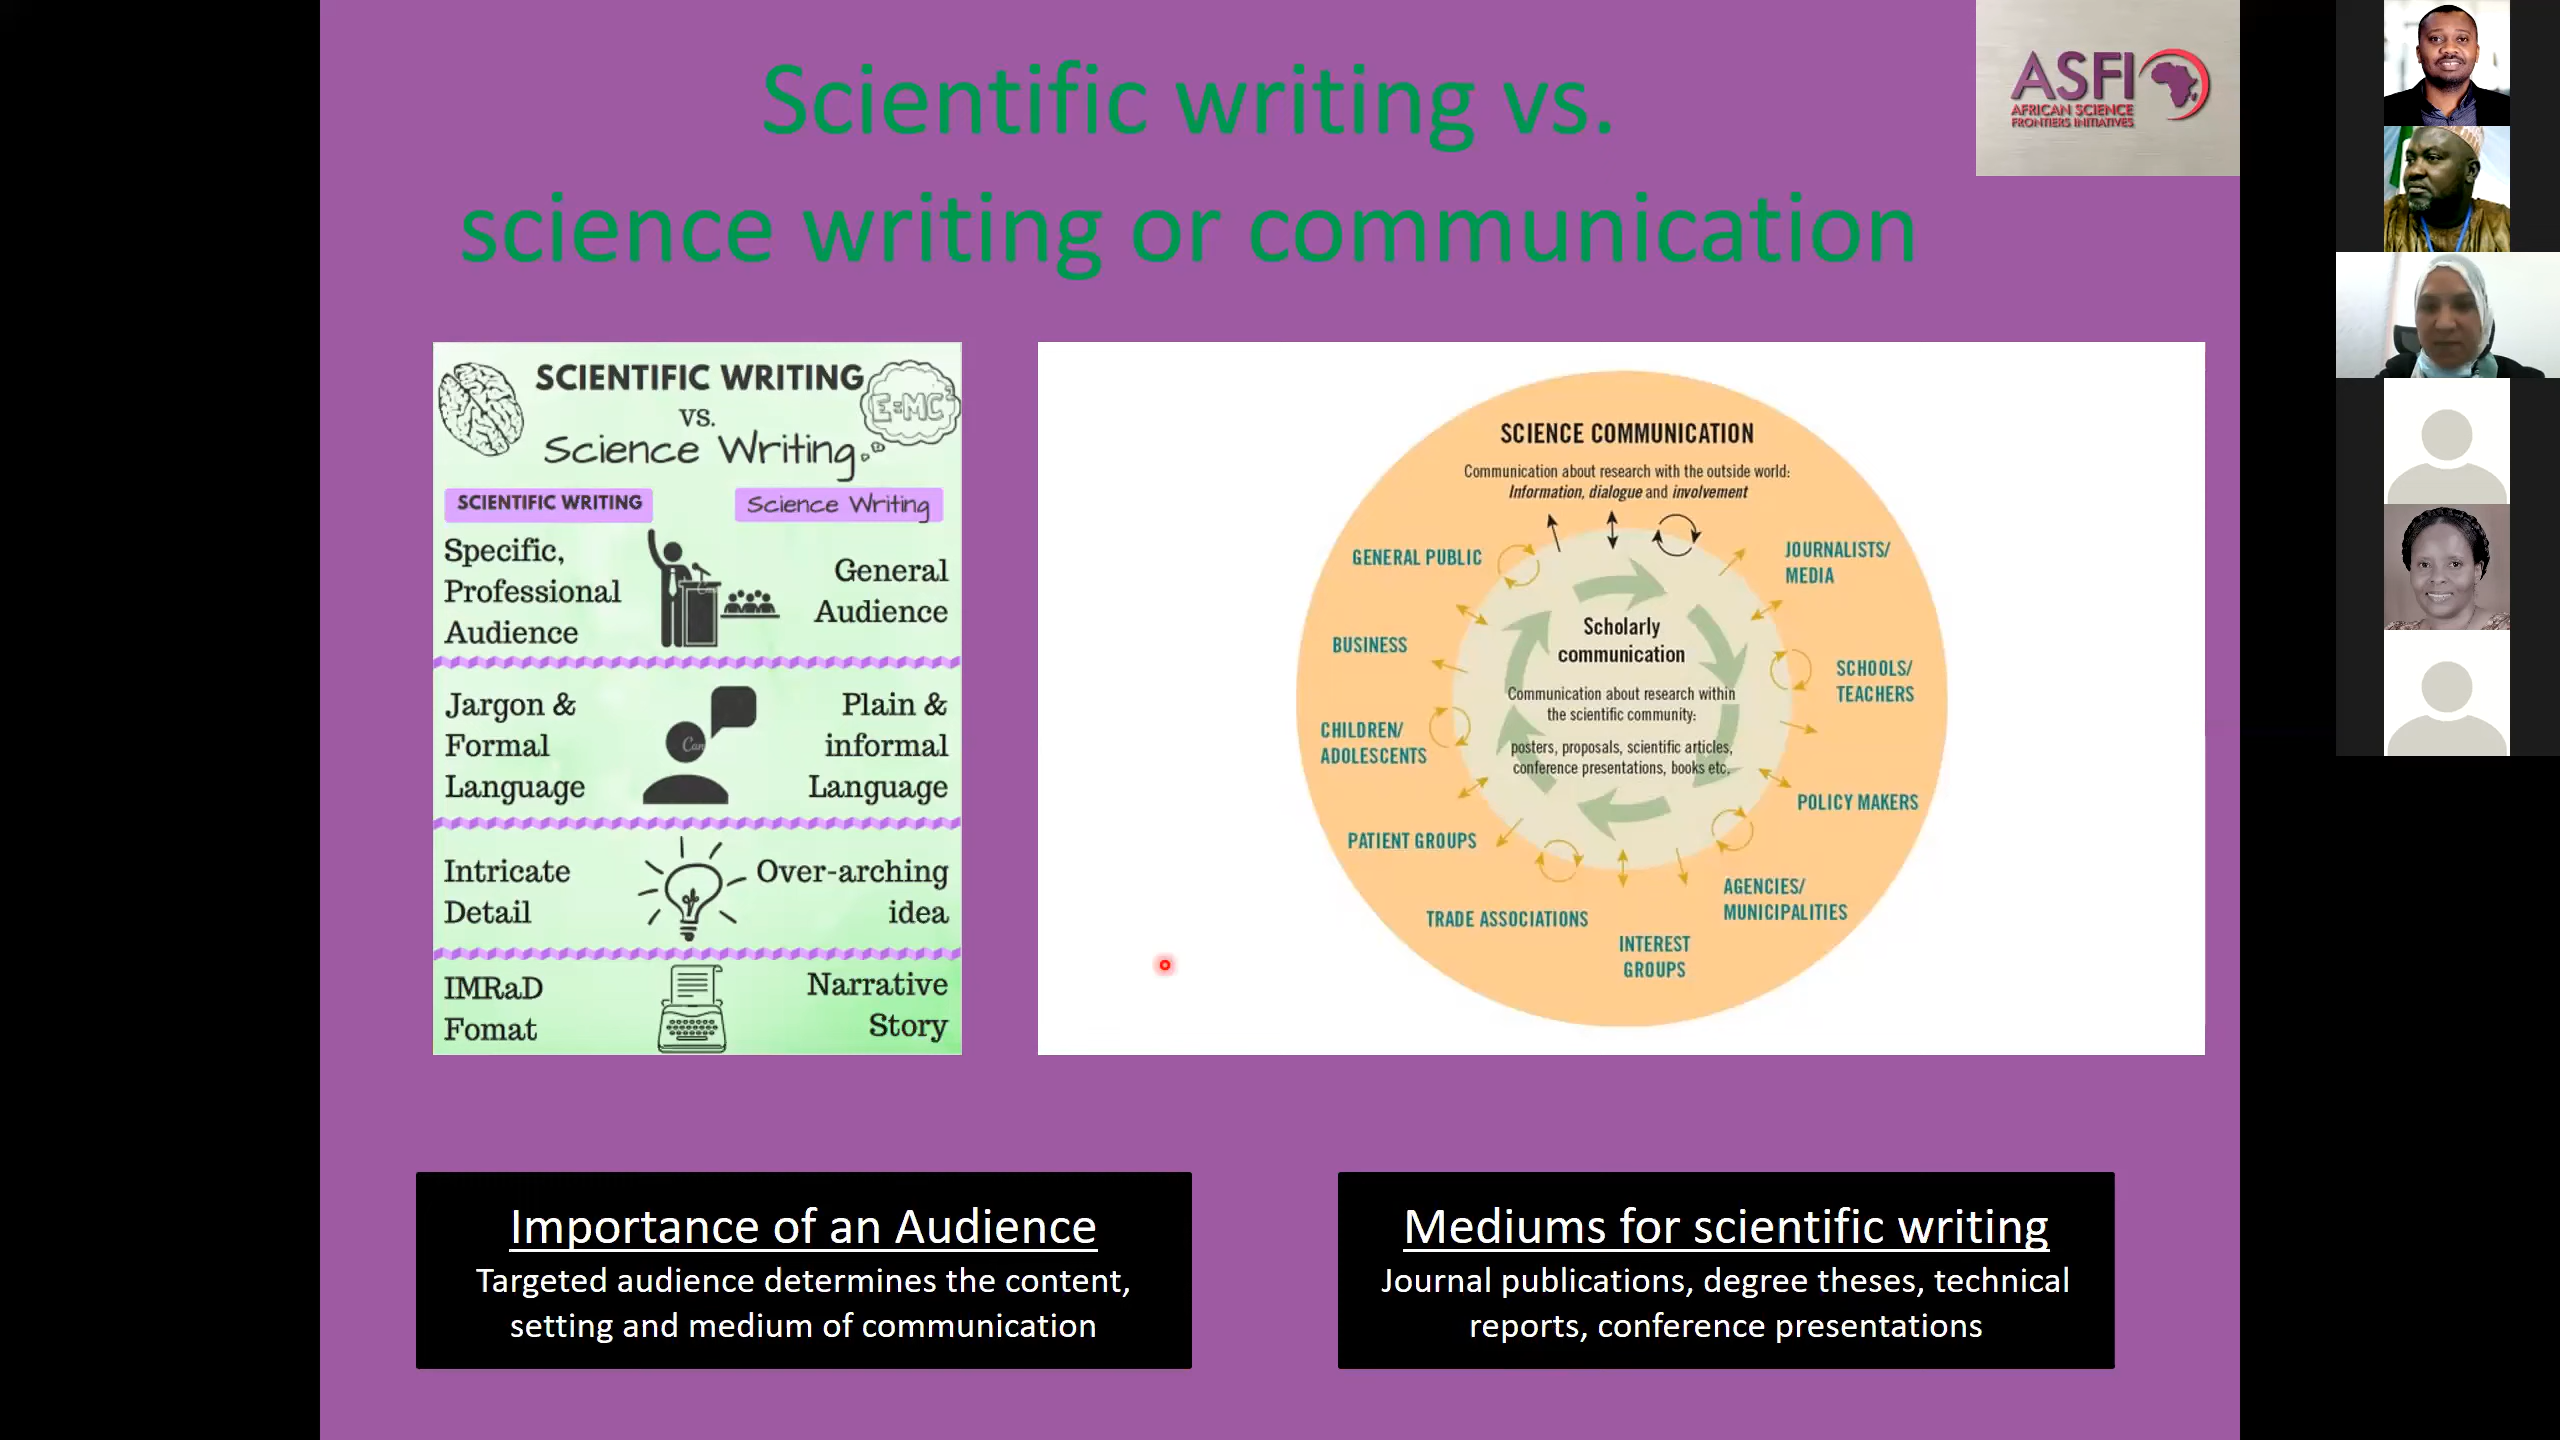 Scientific writing vs.
science writing or communication
ASFI
AFRICAN SCIENCE
FRONTIERS INITIATIVES
SCIENTIFIC WRITING
VS.
Science Writing
E=MC²
SCIENTIFIC WRITING
Science Writing
Specific,
Professional
Audience
General
Audience
Jargon &
Formal
Language
Plain &
informal
Language
Intricate
Detail
Over-arching
idea
IMRaD
Fomat
Narrative
Story
SCIENCE COMMUNICATION
Communication about research with the outside world:
Information, dialogue and involvement
GENERAL PUBLIC
JOURNALISTS/
MEDIA
BUSINESS
SCHOOLS/
TEACHERS
CHILDREN/
ADOLESCENTS
POLICY MAKERS
PATIENT GROUPS
AGENCIES/
MUNICIPALITIES
TRADE ASSOCIATIONS
INTEREST
GROUPS
Scholarly
communication
Communication about research within
the scientific community:
posters, proposals, scientific articles,
conference presentations, books etc.
Importance of an Audience
Targeted audience determines the content,
setting and medium of communication
Mediums for scientific writing
Journal publications, degree theses, technical
reports, conference presentations